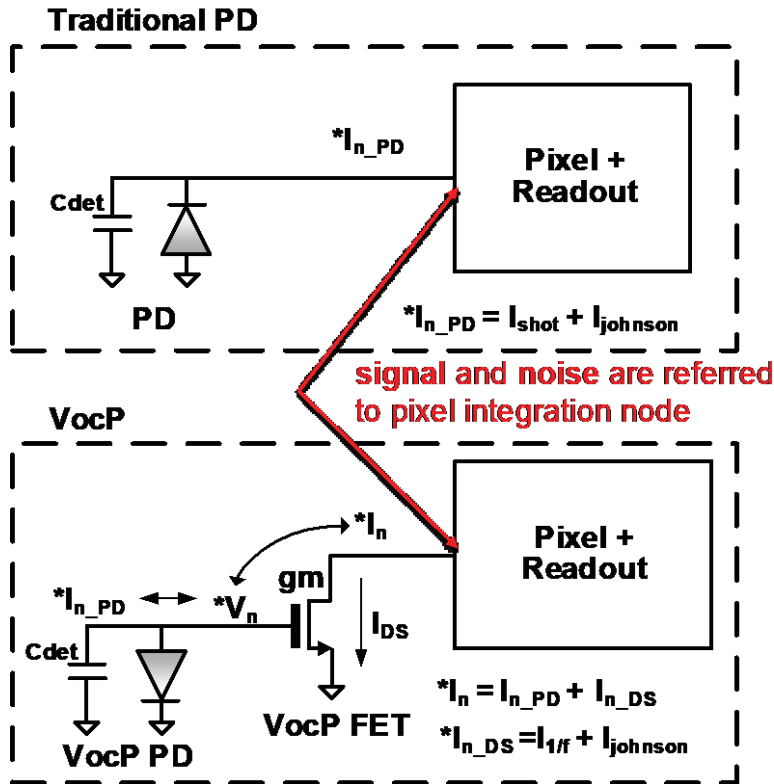 Traditional PD
*In_PD
Pixel +
Readout
Cdet
PD
*In_PD = Ishot + Ijohnson
signal and noise are referred
to pixel integration node
VocP
*In
Pixel +
Readout
gm
*In_PD
*Vn
IDS
Cdet
*In = In_PD + In_DS
VocP FET
*In_DS =I1/f + Ijohnson
VocP PD